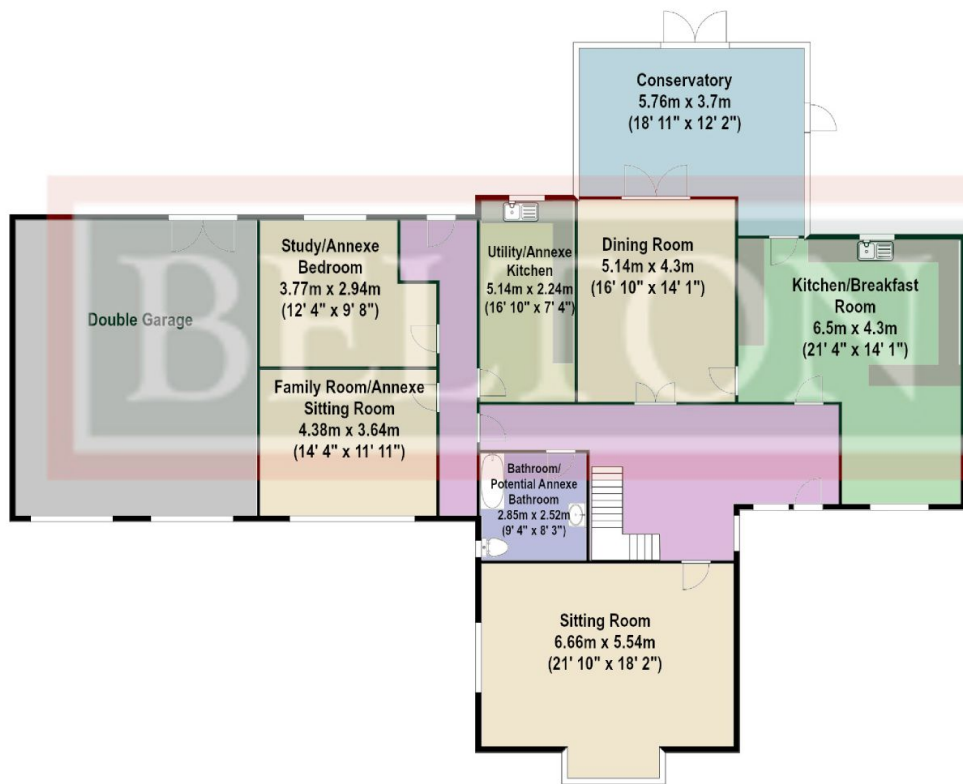 Conservatory
5.76m x 3.7m
(18' 11" x 12' 2")
Study/Annexe
Bedroom
3.77m x 2.94m
(12' 4" x 9' 8")
Utility/Annexe
Kitchen
5.14m x 2.24m
(16' 10" x 7' 4")
Dining Room
5.14m x 4.3m
(16' 10" x 14' 1")
Kitchen/Breakfast
Room
6.5m x 4.3m
(21' 4" x 14' 1")
Double Garage
BELTON
Family Room/Annexe
Sitting Room
4.38m x 3.64m
(14' 4" x 11' 11")
Bathroom/
Potential Annexe
Bathroom
2.85m x 2.52m
(9' 4" x 8' 3")
Sitting Room
6.66m x 5.54m
(21' 10" x 18' 2")